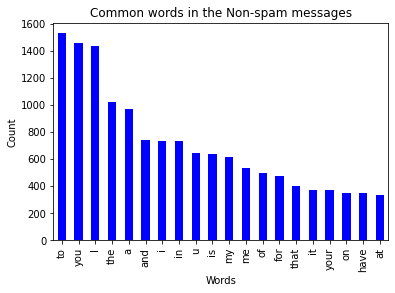 Common words in the Non-spam messages
1600
1400
1200
1000
800
600
400
200
0
Count
to
you
I
the
a
and
i
in
u
is
my
me
of
for
that
it
your
on
have
at
Words